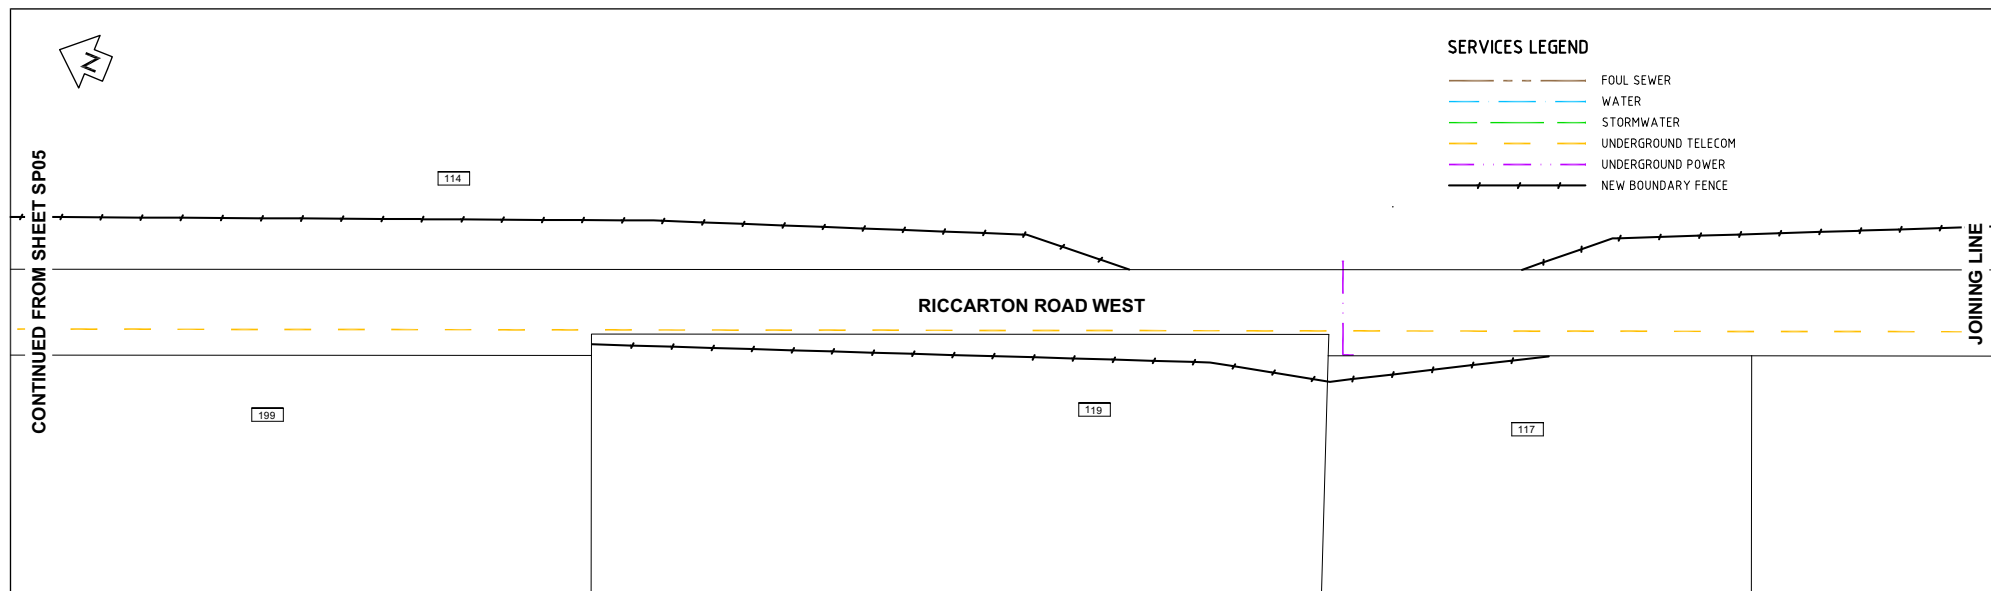 N
SERVICES LEGEND
FOUL SEWER
WATER
STORMWATER
UNDERGROUND TELECOM
UNDERGROUND POWER
NEW BOUNDARY FENCE
CONTINUED FROM SHEET SP05
114
RICCARTON ROAD WEST
JOINING LINE
199
119
117